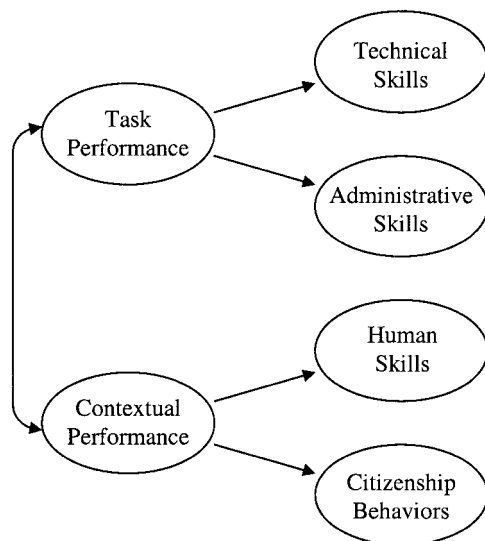 Technical
Skills
Task
Performance
Administrative
Skills
Human
Skills
Contextual
Performance
Citizenship
Behaviors